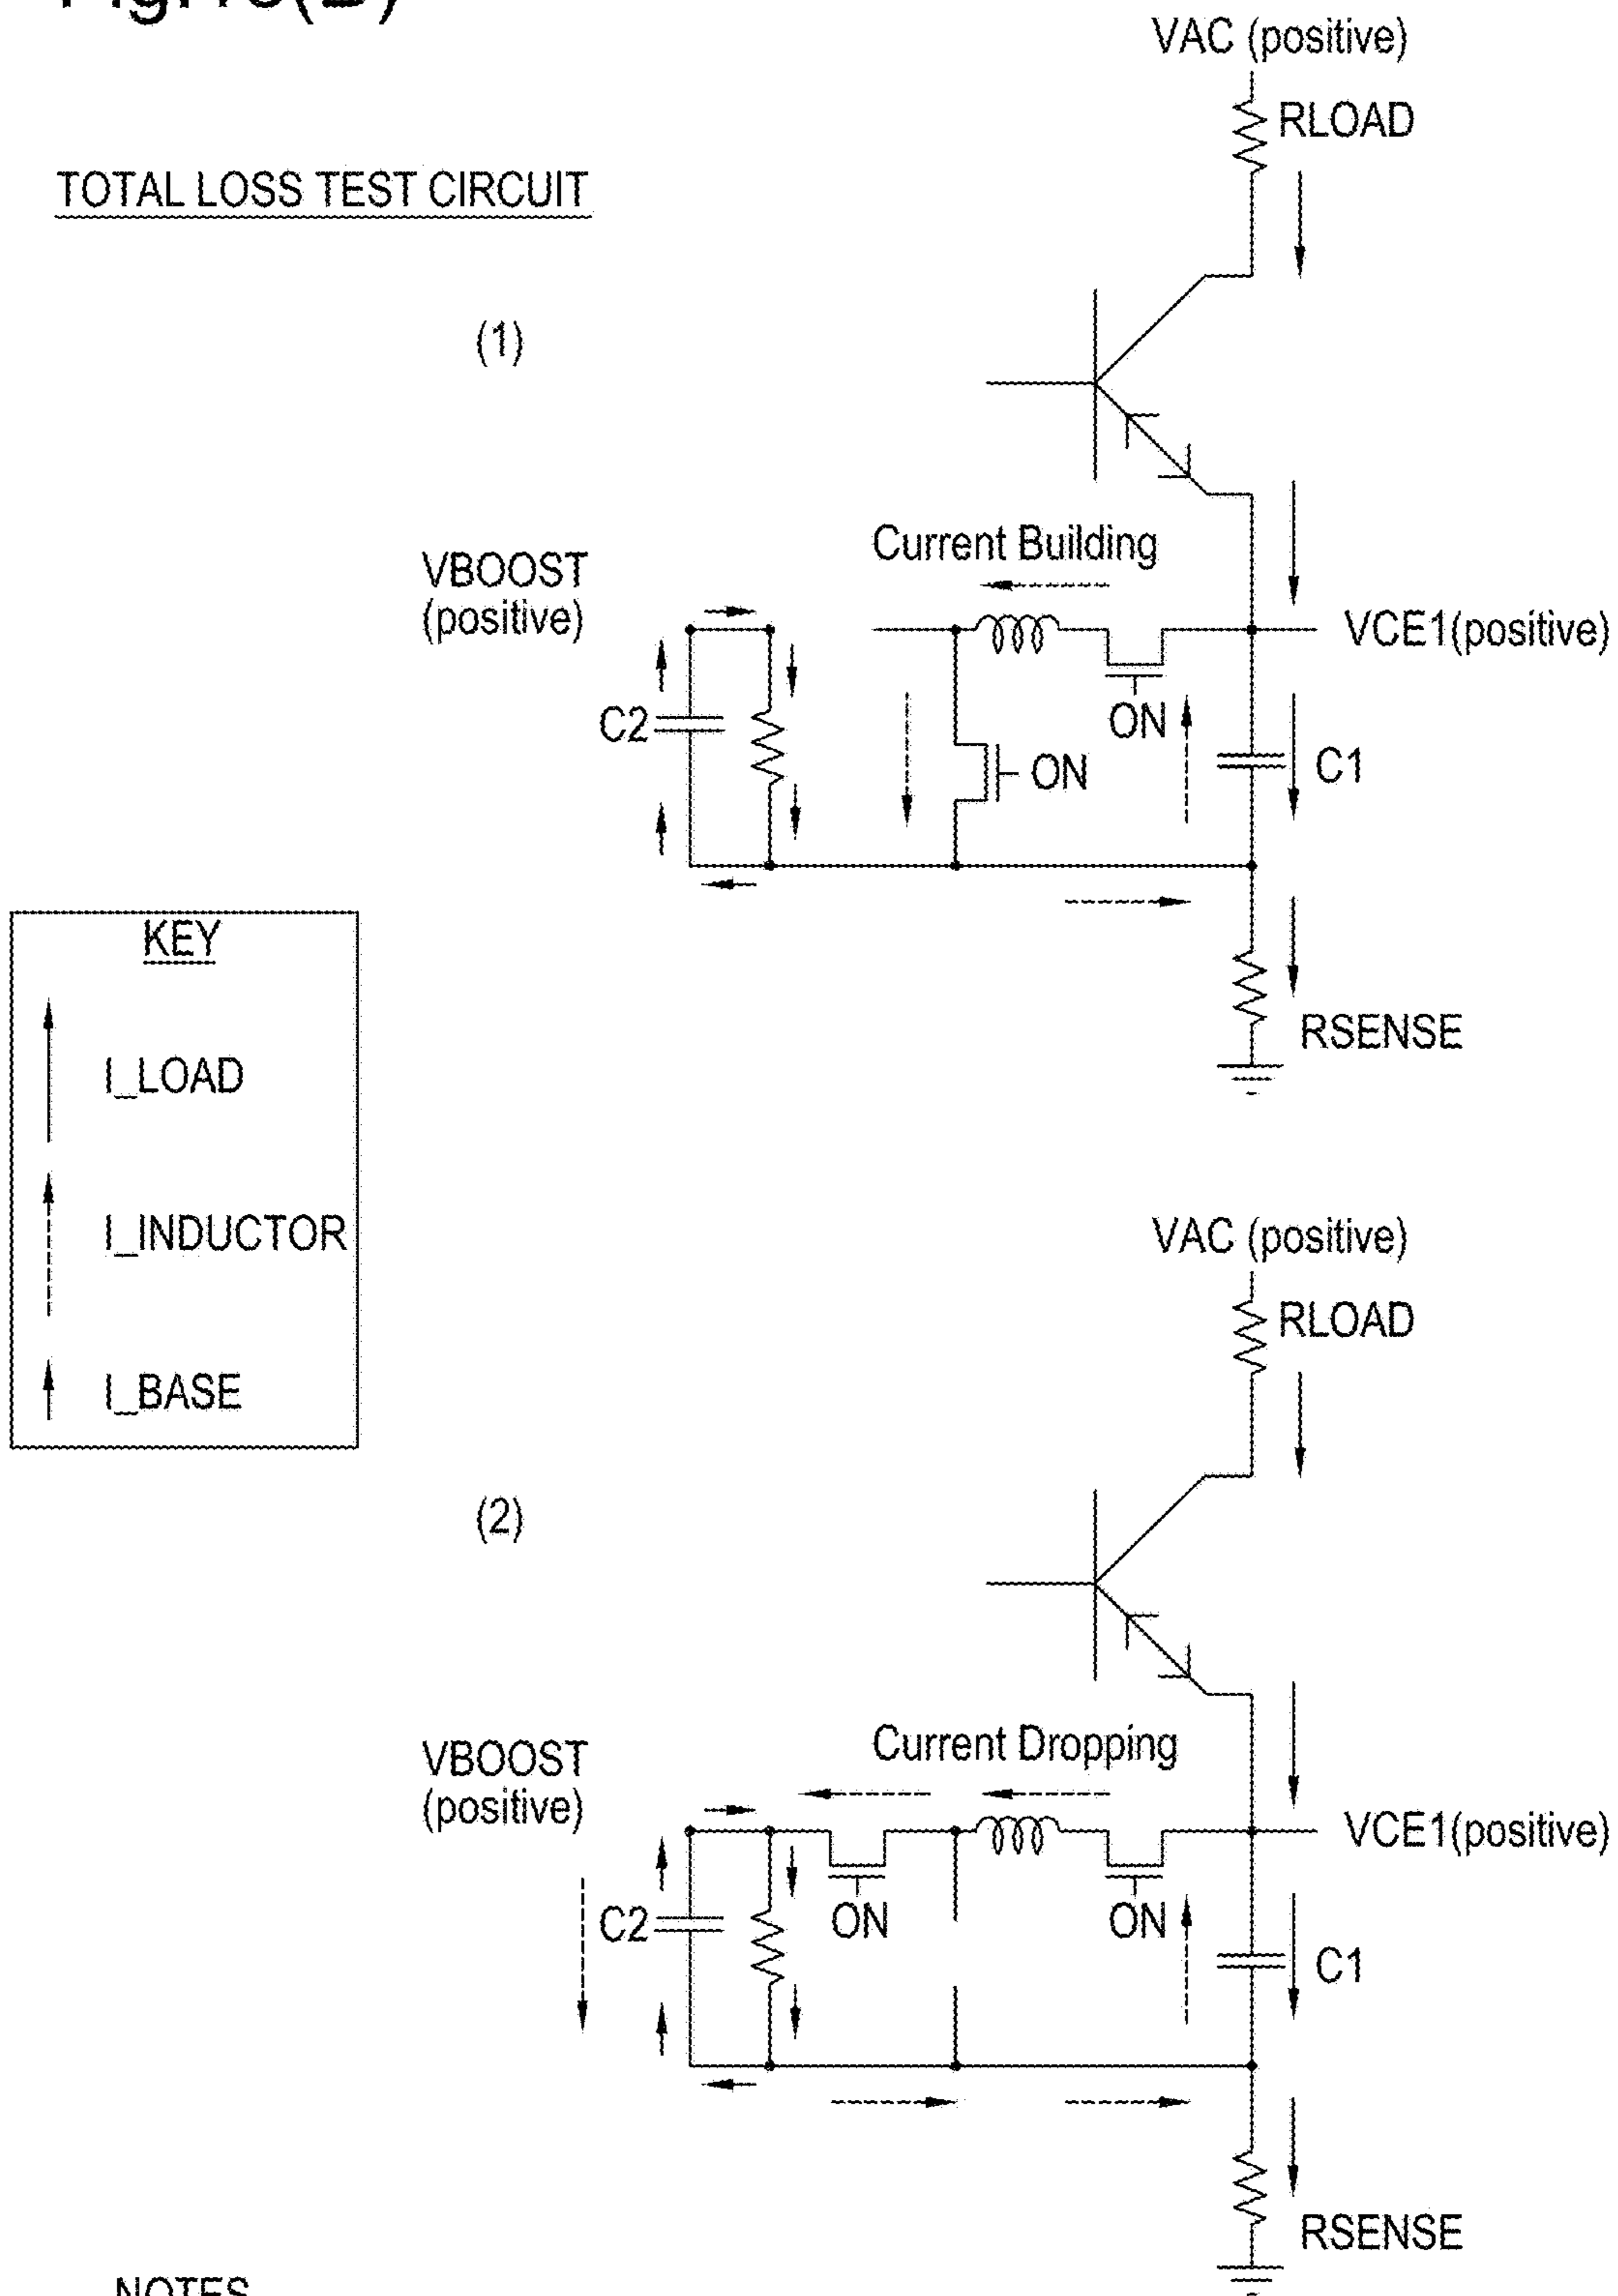 TOTAL LOSS TEST CIRCUIT
(1)
VAC (positive)
RLOAD
Current Building
VBOOST
(positive)
VCE1(positive)
C2
ON
ON
C1
RSENSE
KEY
I_LOAD
I_INDUCTOR
I_BASE
(2)
VAC (positive)
RLOAD
Current Dropping
VBOOST
(positive)
VCE1(positive)
C2
ON
ON
C1
RSENSE
NOTES